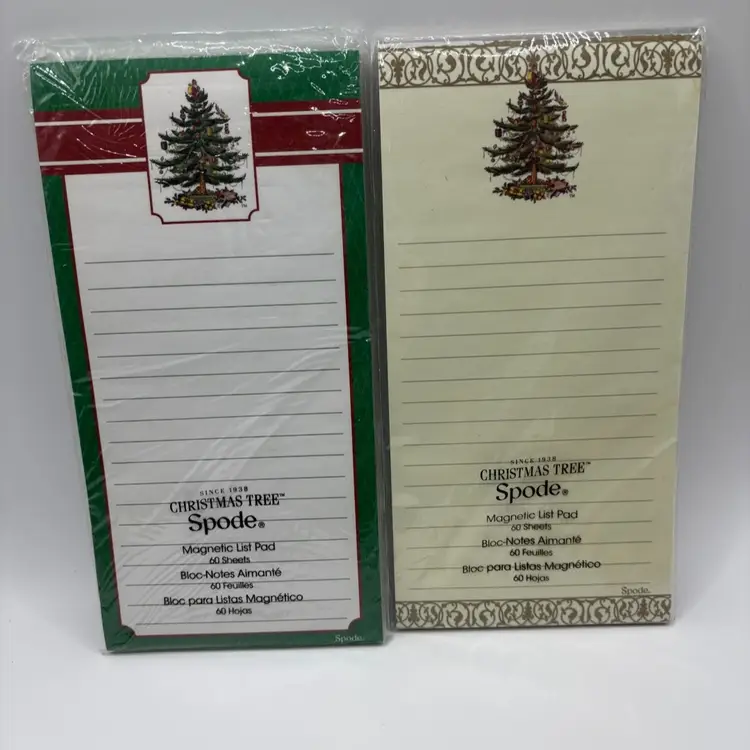 SINCE 1938
CHRISTMAS TREE™
Spode®
Magnetic List Pad
60 Sheets
Bloc-Notes Aimanté
60 Feuilles
Bloc para Listas Magnético
60 Hojas
Spode.
™
SINCE 1938
CHRISTMAS TREE™
Spode®
Magnetic List Pad
60 Sheets
Bloc-Notes Aimanté
60 Feuilles
Bloc para Listas Magnético
60 Hojas
Spode.
™